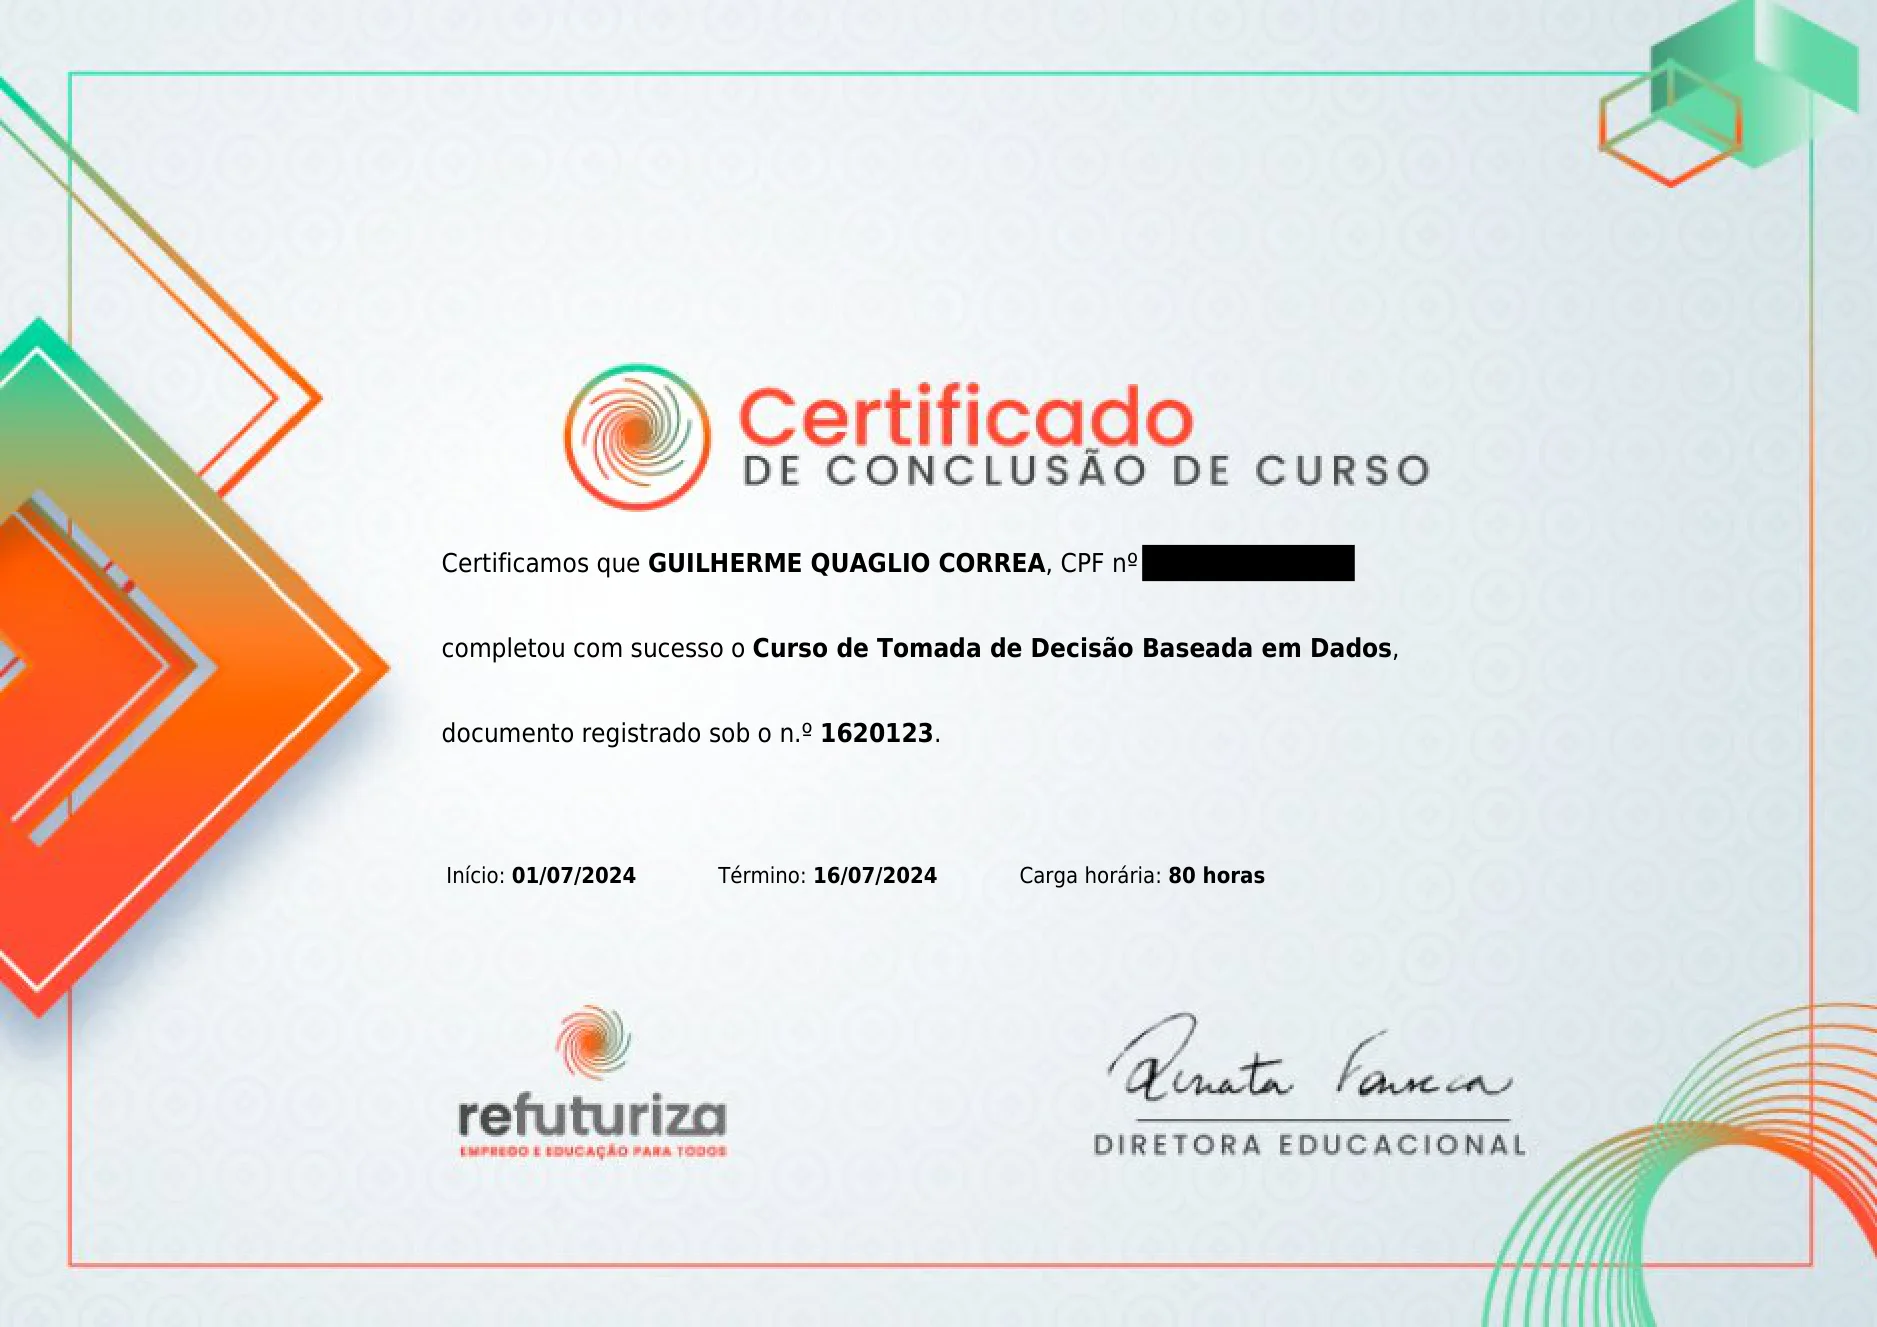 Certificado
DE CONCLUSÃO DE CURSO
Certificamos que GUILHERME QUAGLIO CORREA, CPF nº
completou com sucesso o Curso de Tomada de Decisão Baseada em Dados,
documento registrado sob o n.º 1620123.
Início: 01/07/2024 Término: 16/07/2024 Carga horária: 80 horas
Renata Fonseca
refuturiza
EMPREGO E EDUCAÇÃO PARA TODOS
DIRETORA EDUCACIONAL